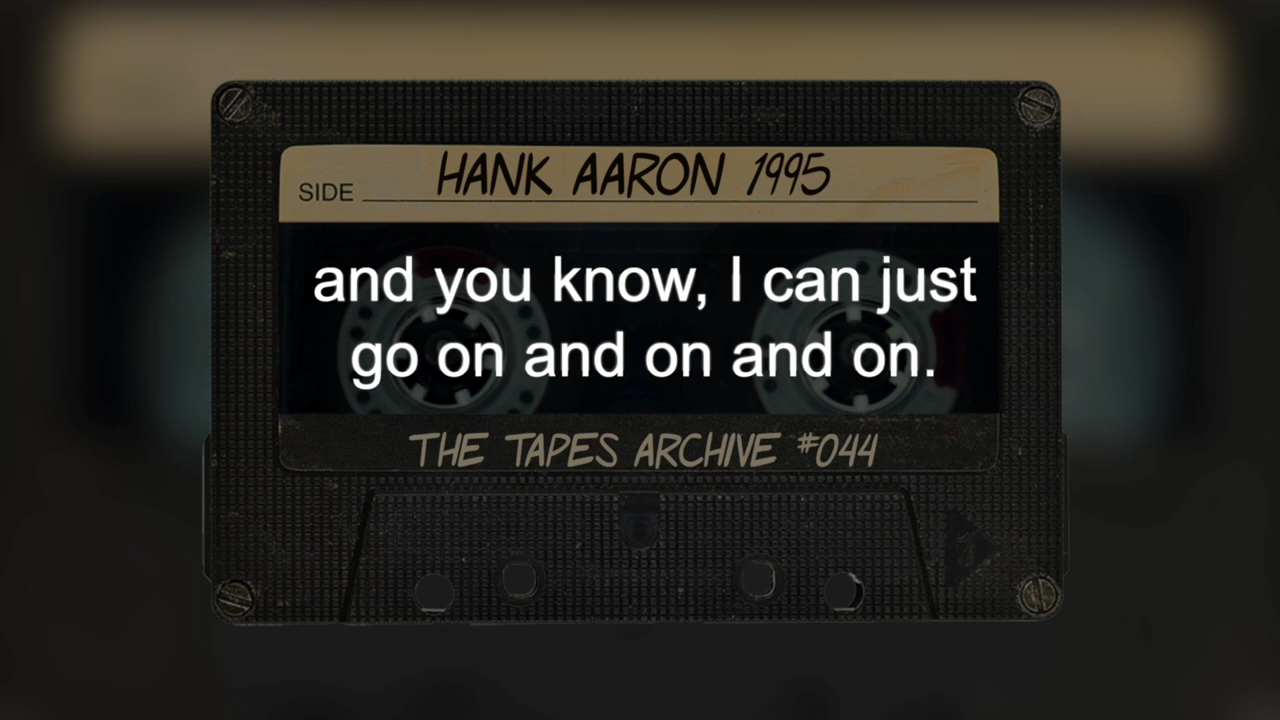 HANK AARON 1995
SIDE
and you know, I can just
go on and on and on.
THE TAPES ARCHIVE #044